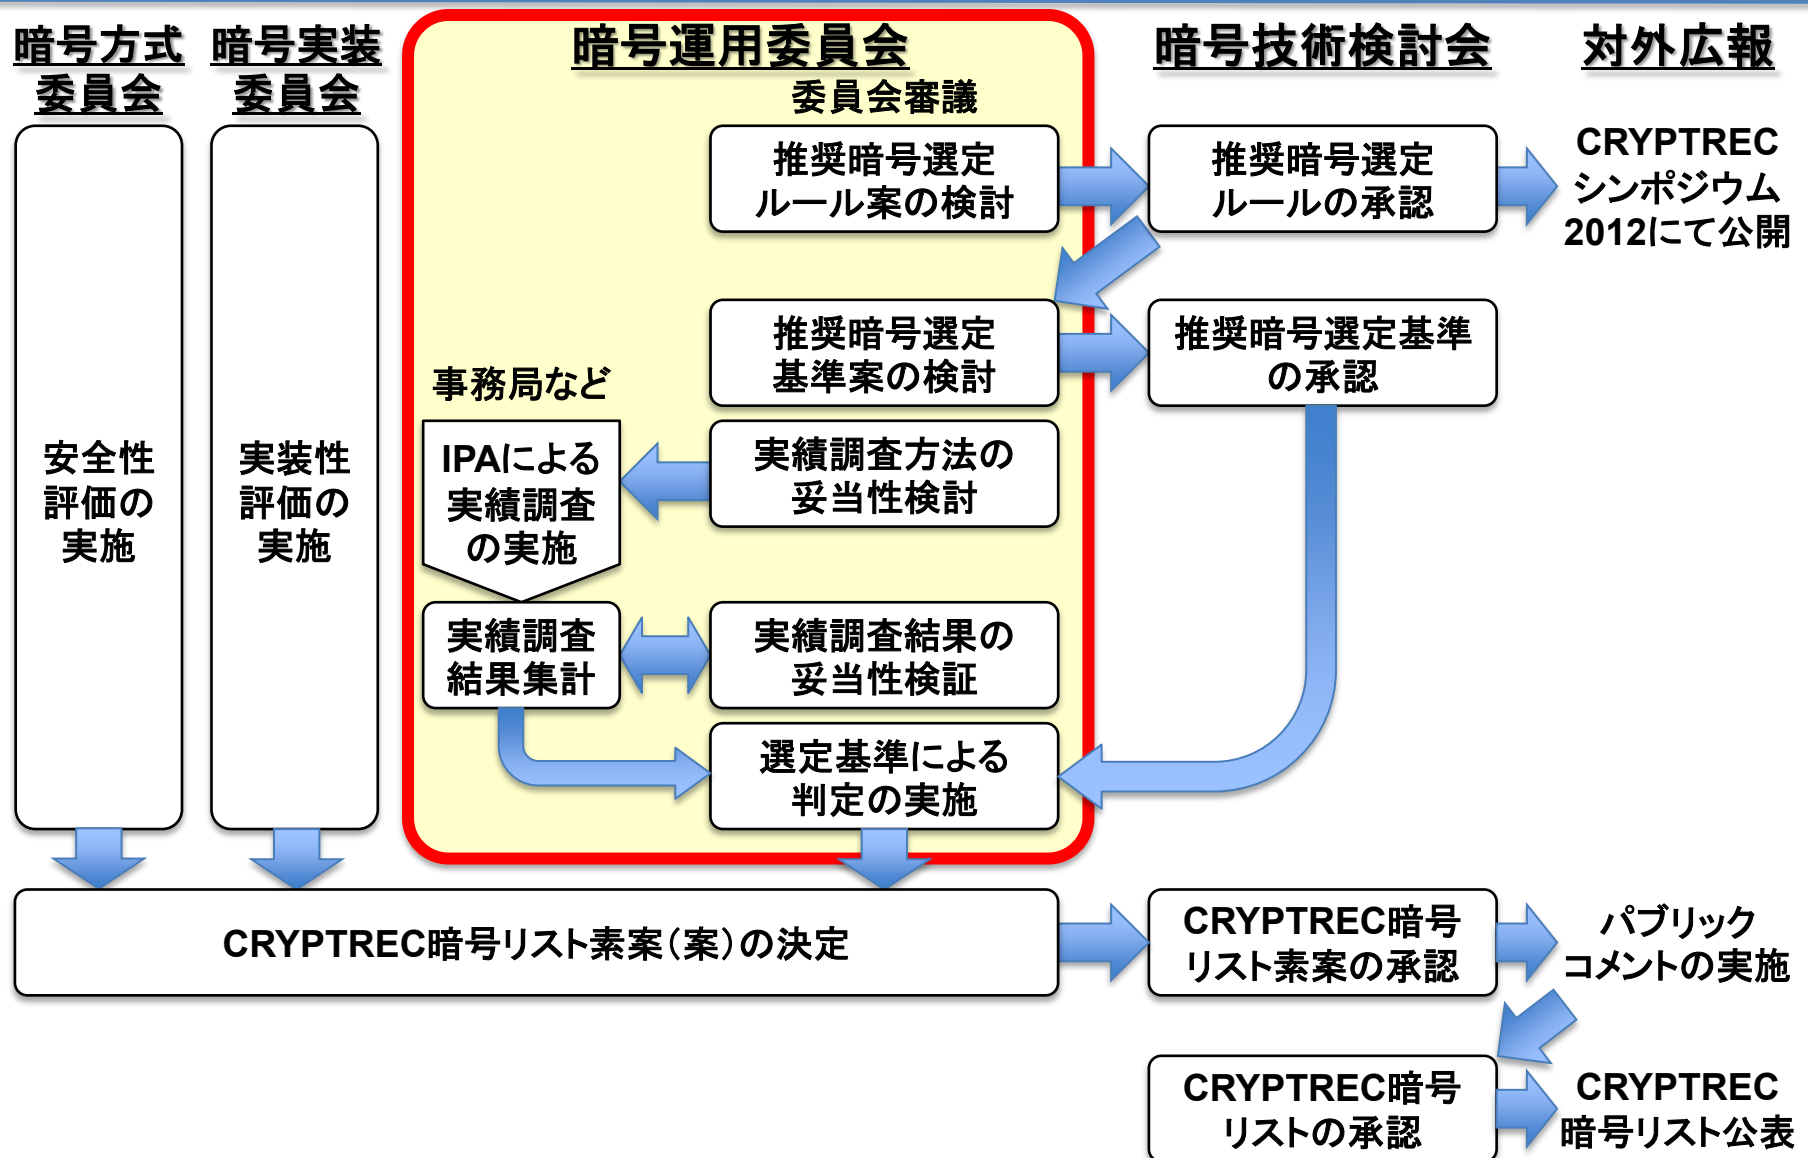 暗号方式
委員会
暗号実装
委員会
暗号運用委員会
暗号技術検討会
対外広報
委員会審議
推奨暗号選定
ルール案の検討
推奨暗号選定
ルールの承認
CRYPTREC
シンポジウム
2012にて公開
推奨暗号選定
基準案の検討
推奨暗号選定基準
の承認
事務局など
安全性
評価の
実施
実装性
評価の
実施
IPAによる
実績調査
の実施
実績調査方法の
妥当性検討
実績調査
結果集計
実績調査結果の
妥当性検証
選定基準による
判定の実施
CRYPTREC暗号リスト素案(案)の決定
CRYPTREC暗号
リスト素案の承認
パブリック
コメントの実施
CRYPTREC暗号
リストの承認
CRYPTREC
暗号リスト公表